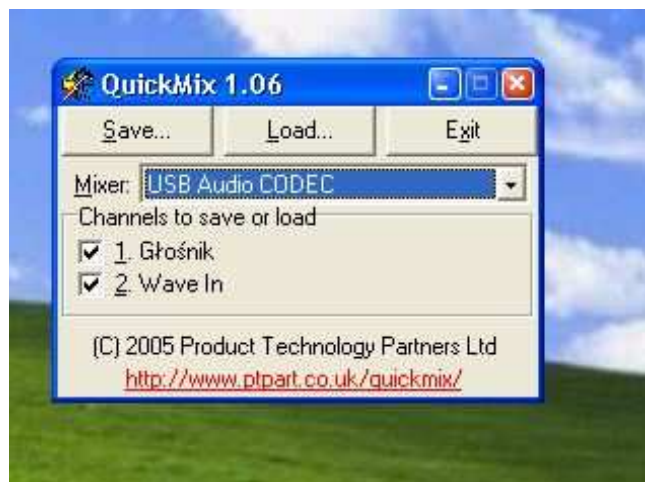 QuickMix 1.06
Save... Load... Exit
Mixer: USB Audio CODEC
Channels to save or load
1. Głośnik
2. Wave In
(C) 2005 Product Technology Partners Ltd
http://www.ptpart.co.uk/quickmix/